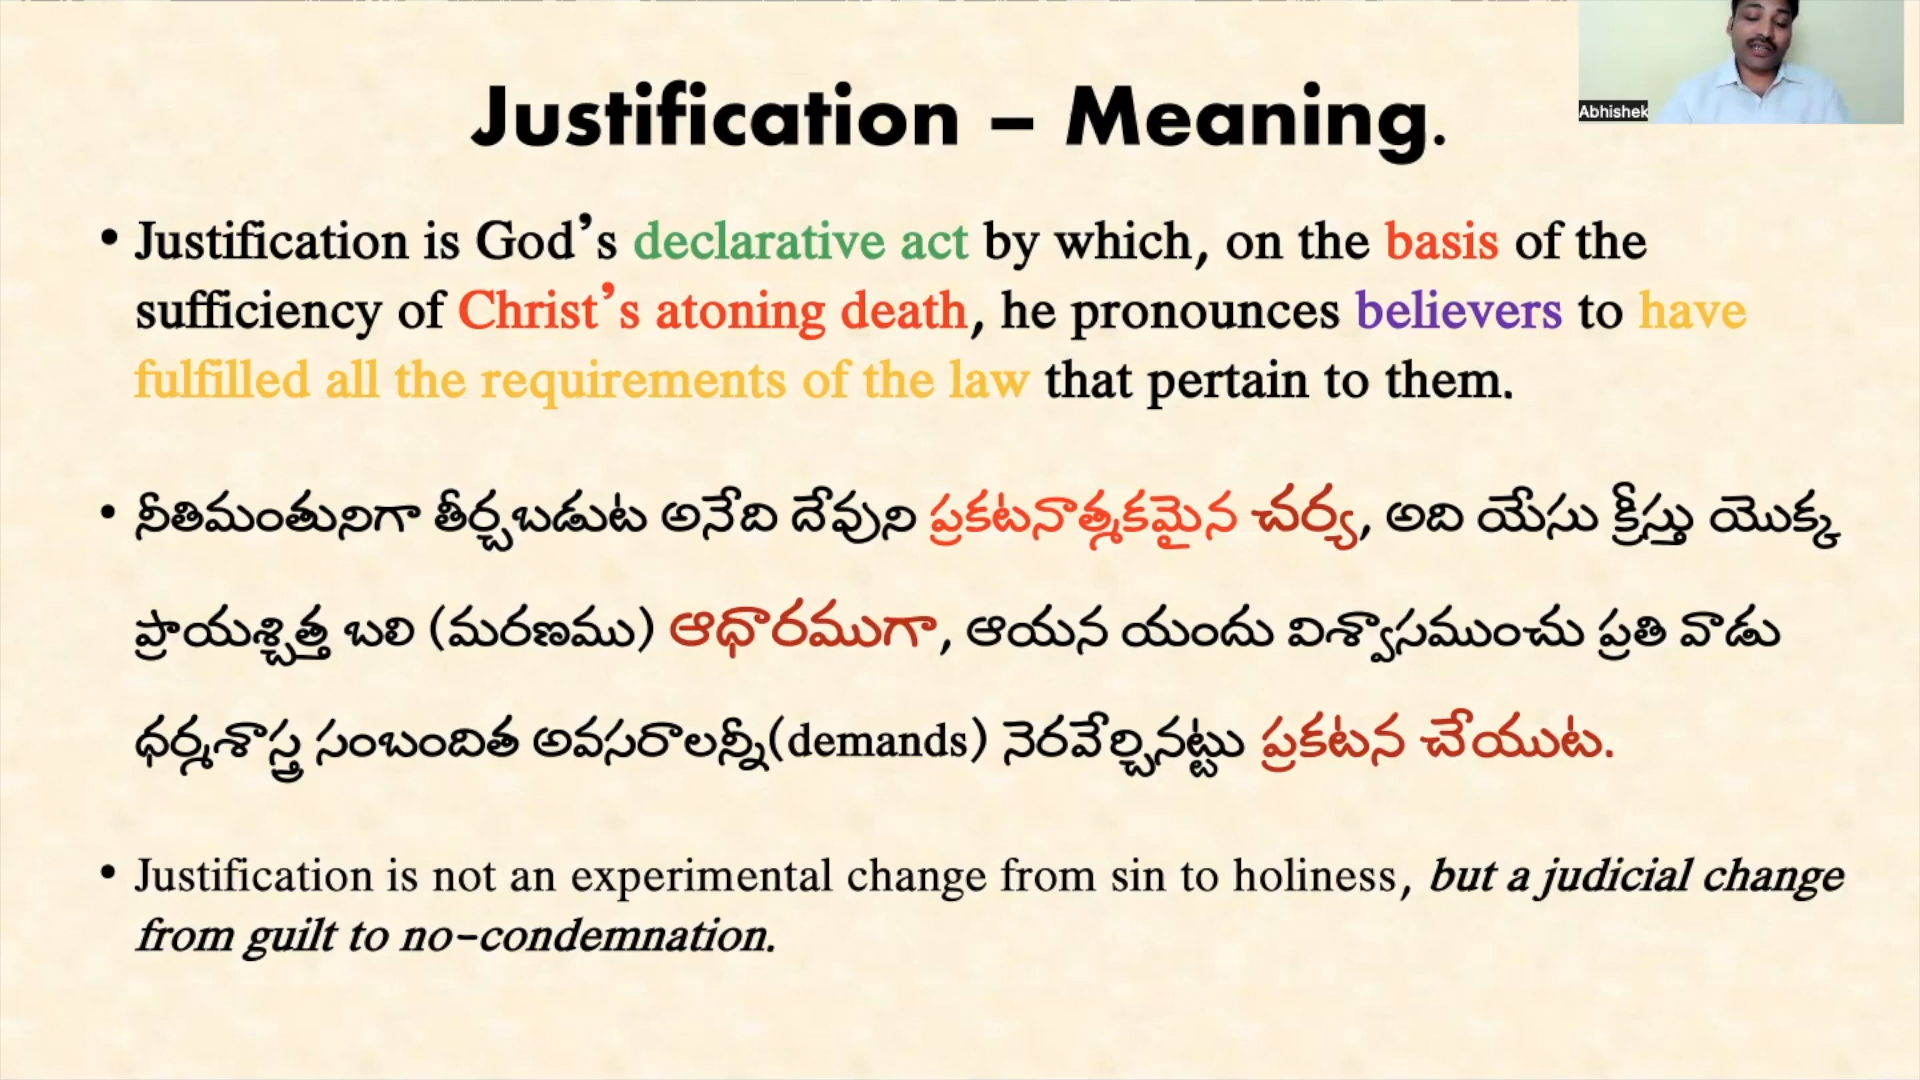 Abhishek
Justification – Meaning.
• Justification is God’s declarative act by which, on the basis of the
sufficiency of Christ’s atoning death, he pronounces believers to have
fulfilled all the requirements of the law that pertain to them.
• నీతిమంతునిగా తీర్చబడుట అనేది దేవుని ప్రకటనాత్మకమైన చర్య, అది యేసు క్రీస్తు యొక్క
ప్రాయశ్చిత్త బలి (మరణము) ఆధారముగా, ఆయన యందు విశ్వాసముంచు ప్రతి వాడు
ధర్మశాస్త్ర సంబందిత అవసరాలన్నీ(demands) నెరవేర్చినట్టు ప్రకటన చేయుట.
• Justification is not an experimental change from sin to holiness, but a judicial change
from guilt to no-condemnation.